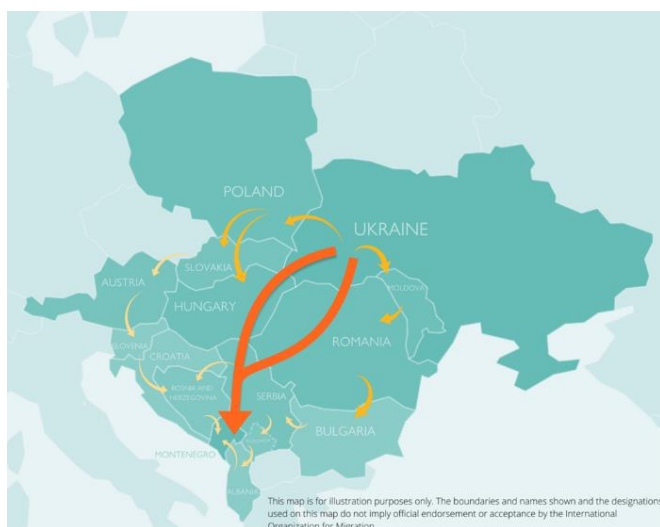 POLAND
UKRAINE
SLOVAKIA
AUSTRIA
MOLDOVA
HUNGARY
ROMANIA
SLOVENIA
CROATIA
BOSNIA AND
HERZEGOVINA
SERBIA
BULGARIA
MONTENEGRO
ALBANIA
This map is for illustration purposes only. The boundaries and names shown and the designations
used on this map do not imply official endorsement or acceptance by the International
Organization for Migration